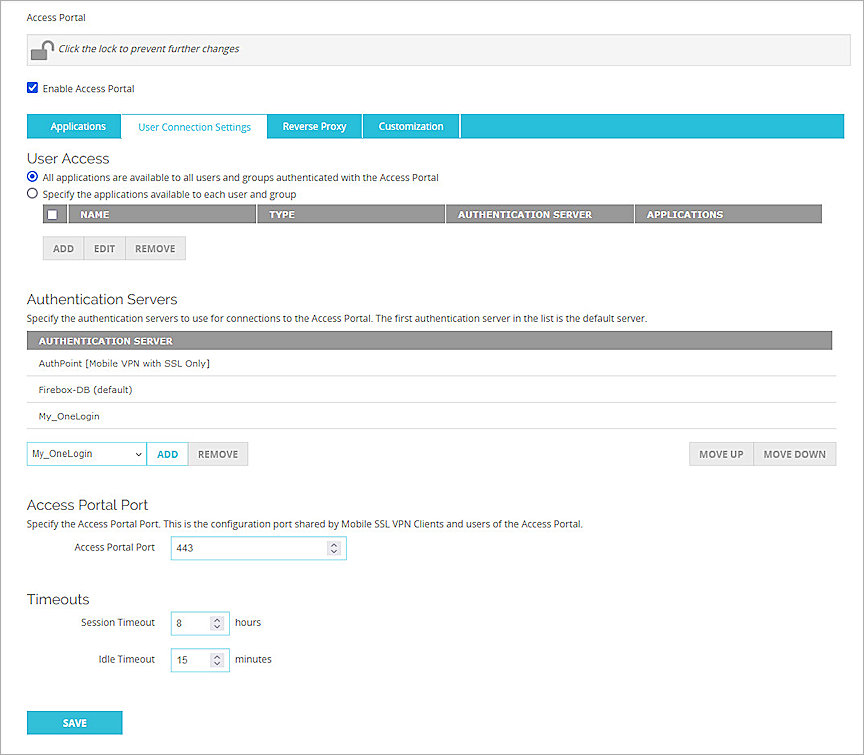 Access Portal
Click the lock to prevent further changes
Enable Access Portal
Applications User Connection Settings Reverse Proxy Customization
User Access
All applications are available to all users and groups authenticated with the Access Portal
Specify the applications available to each user and group
NAME TYPE AUTHENTICATION SERVER APPLICATIONS
ADD EDIT REMOVE
Authentication Servers
Specify the authentication servers to use for connections to the Access Portal. The first authentication server in the list is the default server.
AUTHENTICATION SERVER
AuthPoint [Mobile VPN with SSL Only]
Firebox-DB (default)
My_OneLogin
My_OneLogin ADD REMOVE MOVE UP MOVE DOWN
Access Portal Port
Specify the Access Portal Port. This is the configuration port shared by Mobile SSL VPN Clients and users of the Access Portal.
Access Portal Port 443
Timeouts
Session Timeout 8 hours
Idle Timeout 15 minutes
SAVE